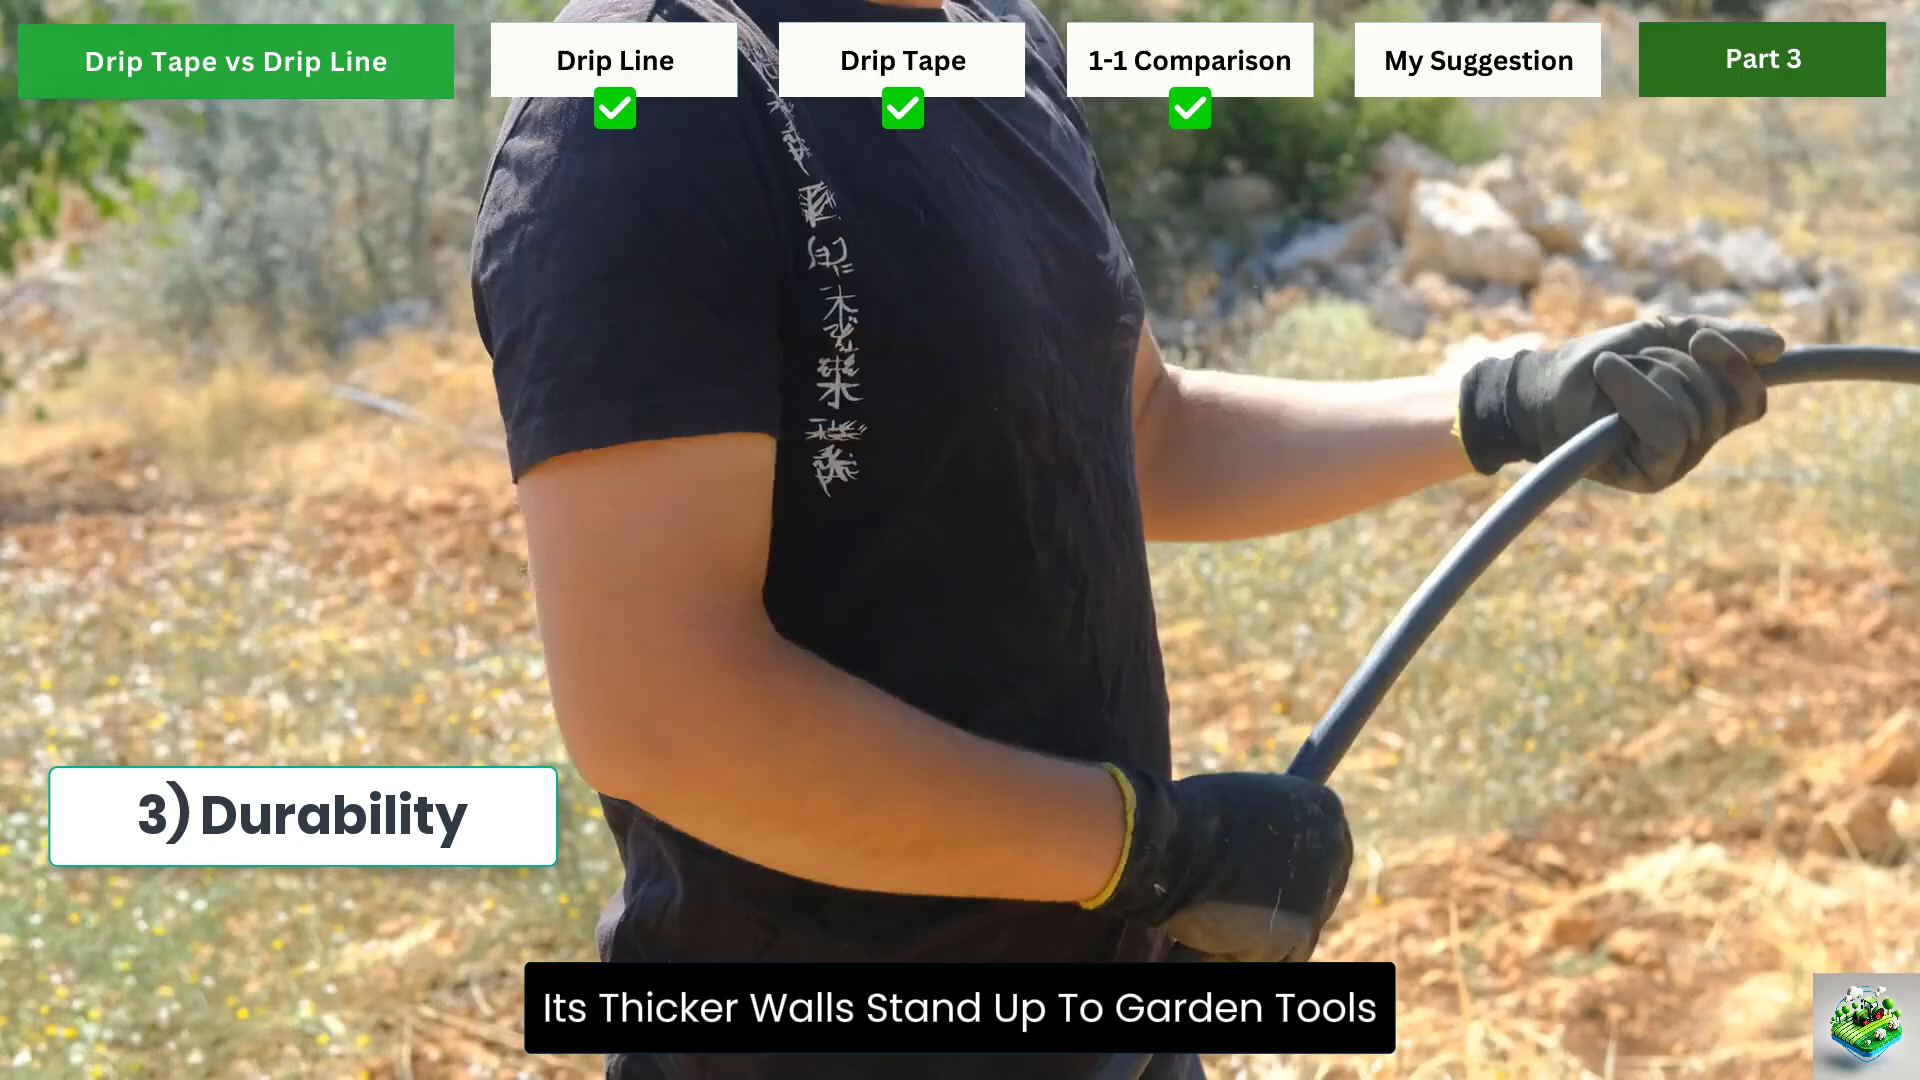 Drip Tape vs Drip Line
Drip Line
Drip Tape
1-1 Comparison
My Suggestion
Part 3
3) Durability
Its Thicker Walls Stand Up To Garden Tools